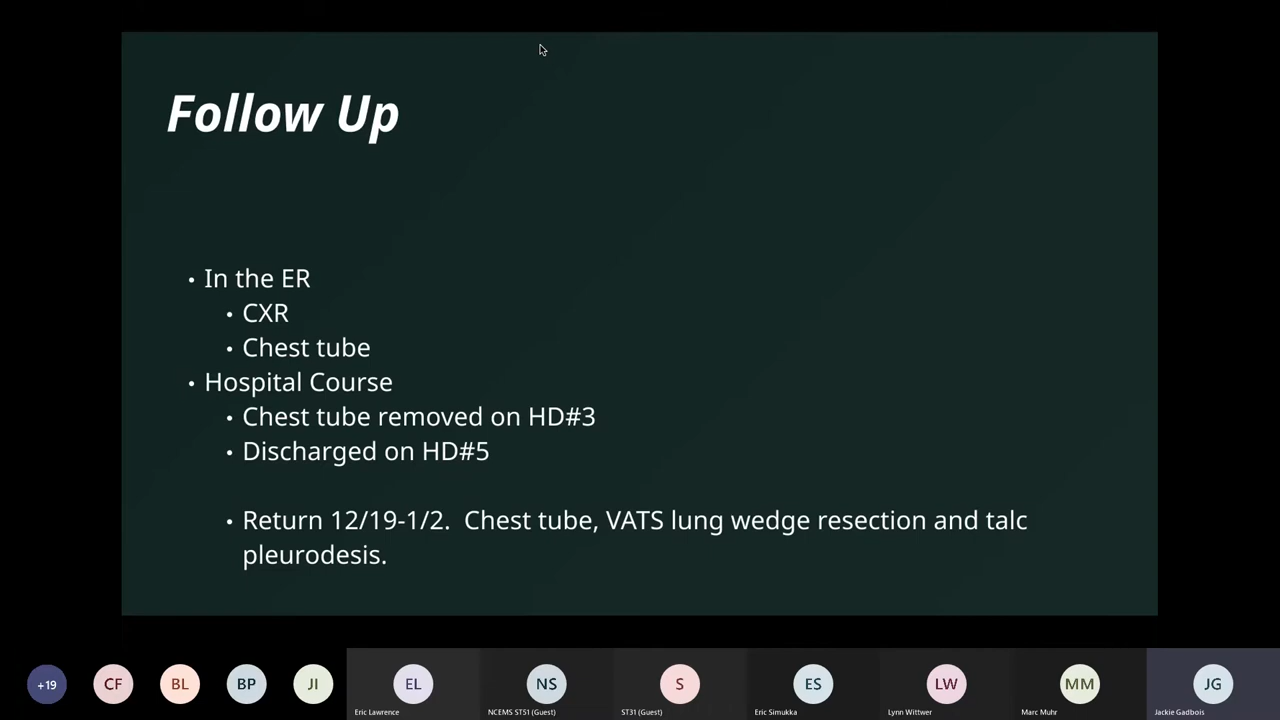 Follow Up
• In the ER
• CXR
• Chest tube
• Hospital Course
• Chest tube removed on HD#3
• Discharged on HD#5
• Return 12/19-1/2.  Chest tube, VATS lung wedge resection and talc
pleurodesis.
+19 CF BL BP JI EL NS S ES LW MM JG
Eric Lawrence NCEMS ST51 (Guest) ST31 (Guest) Eric Simukka Lynn Wittwer Marc Muhr Jackie Gadbois